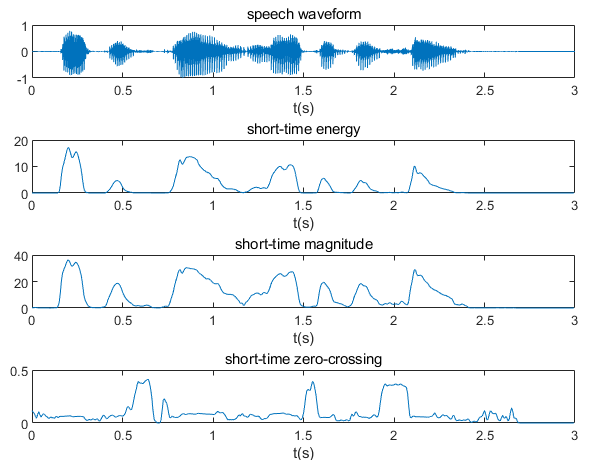 speech waveform
1
0
-1
0 0.5 1 1.5 2 2.5 3
t(s)
short-time energy
20
10
0
0 0.5 1 1.5 2 2.5 3
t(s)
short-time magnitude
40
20
0
0 0.5 1 1.5 2 2.5 3
t(s)
short-time zero-crossing
0.5
0
0 0.5 1 1.5 2 2.5 3
t(s)